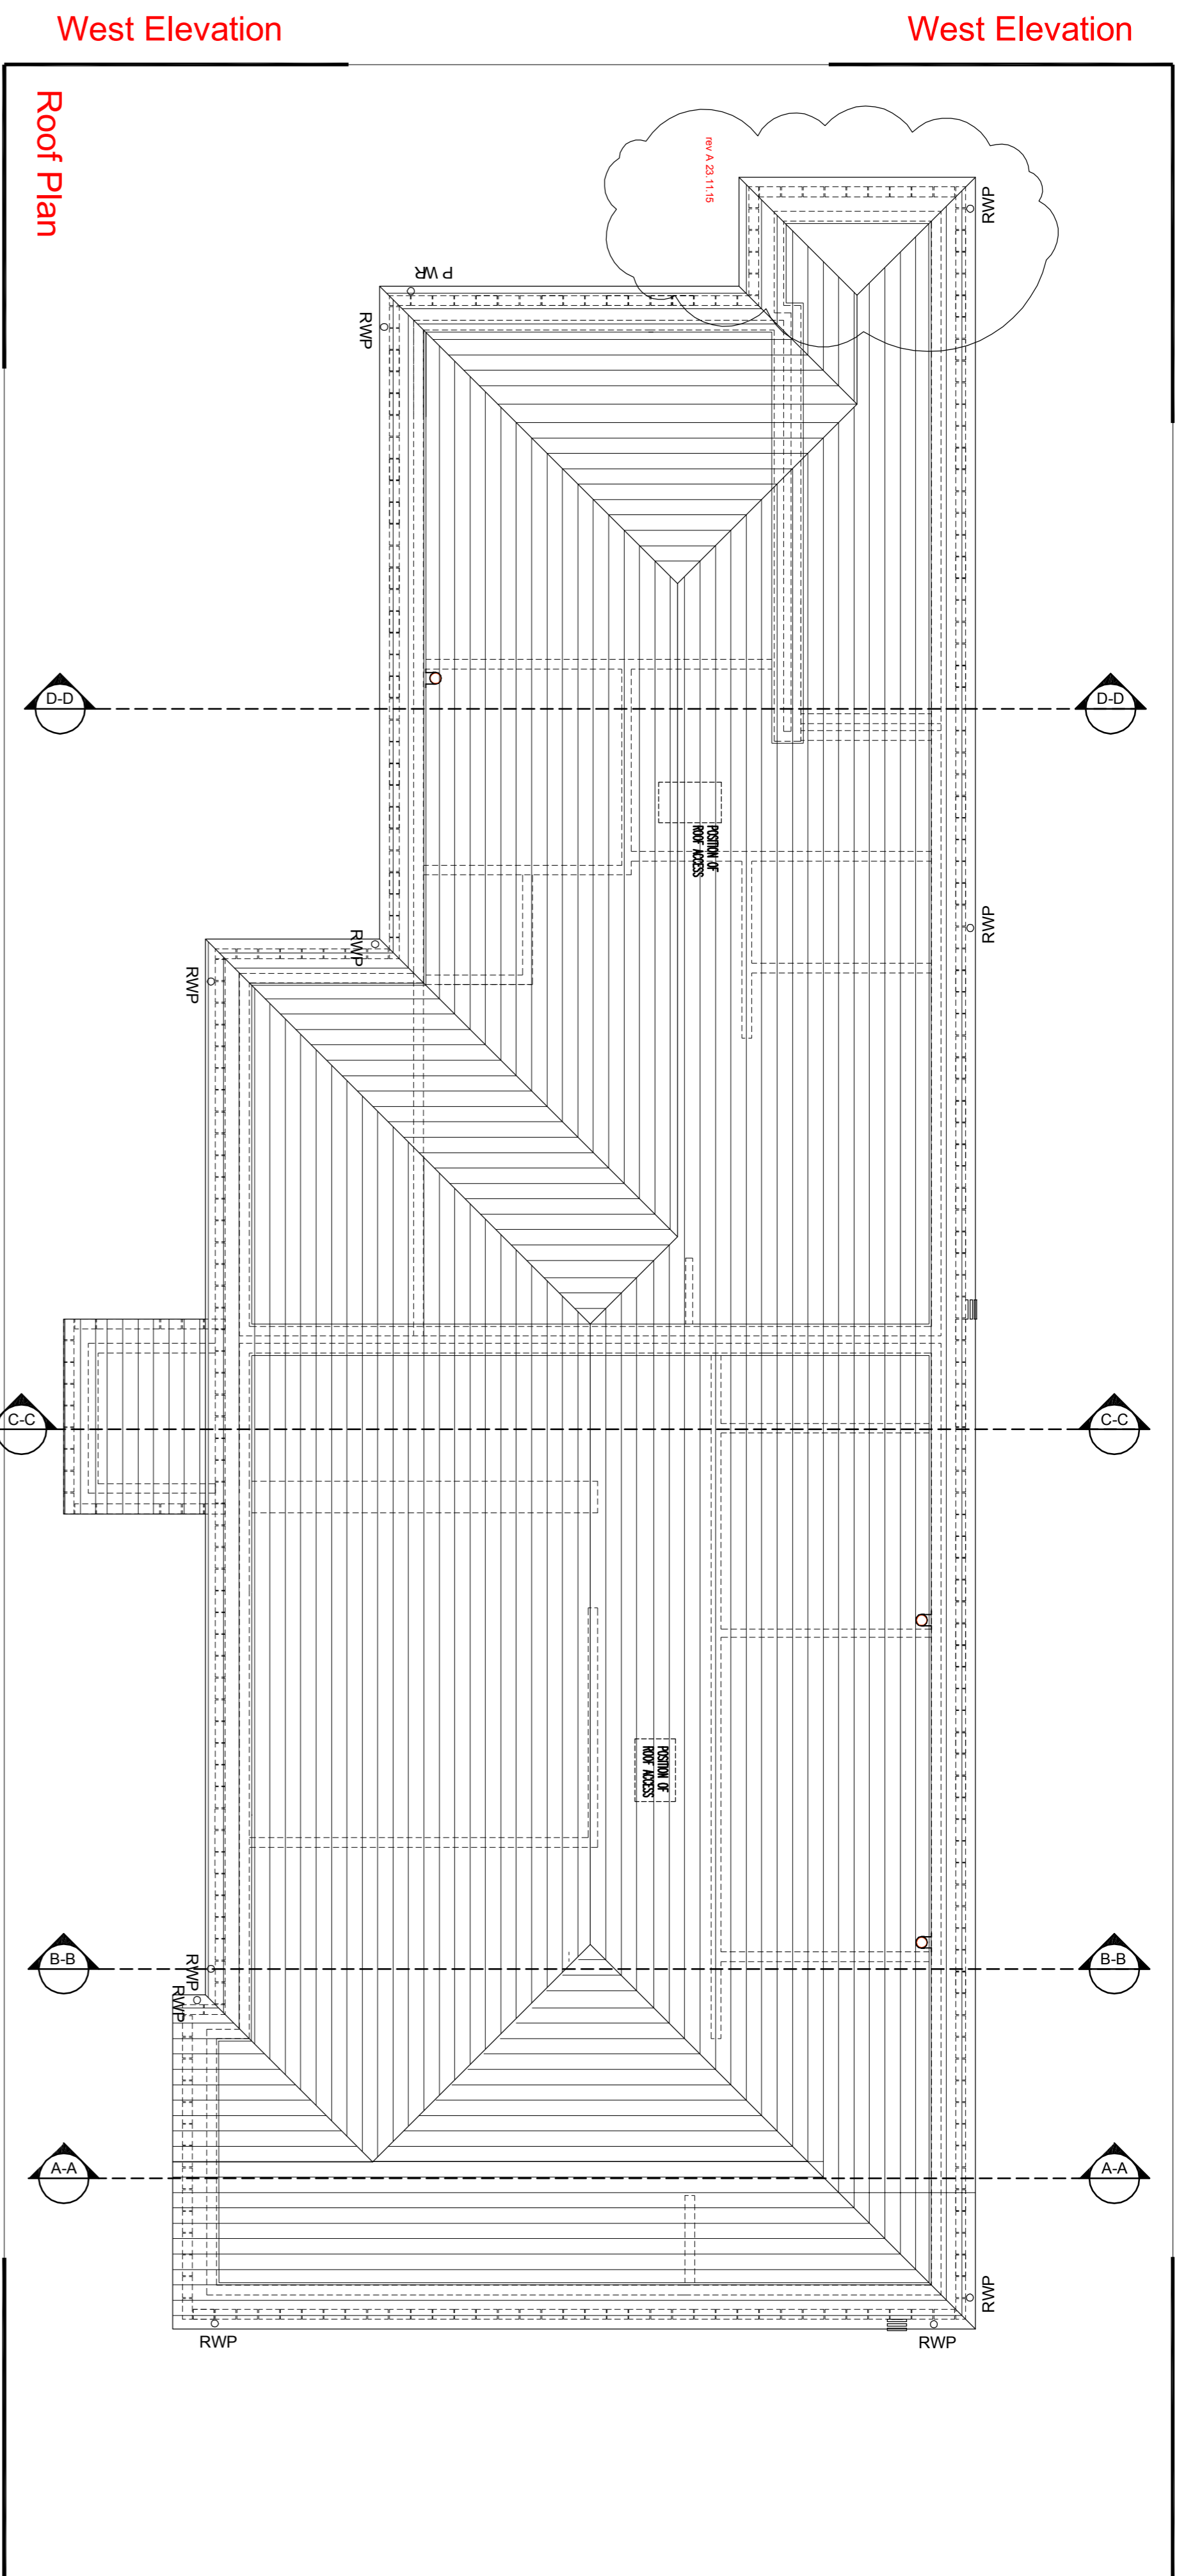 West Elevation
West Elevation
Roof Plan
rev A 23.11.15
RWP
RWP
RWP
D-D
D-D
POSITION OF
ROOF ACCESS
RWP
RWP
RWP
C-C
C-C
POSITION OF
ROOF ACCESS
B-B
RWP
B-B
RWP
A-A
A-A
RWP
RWP
RWP